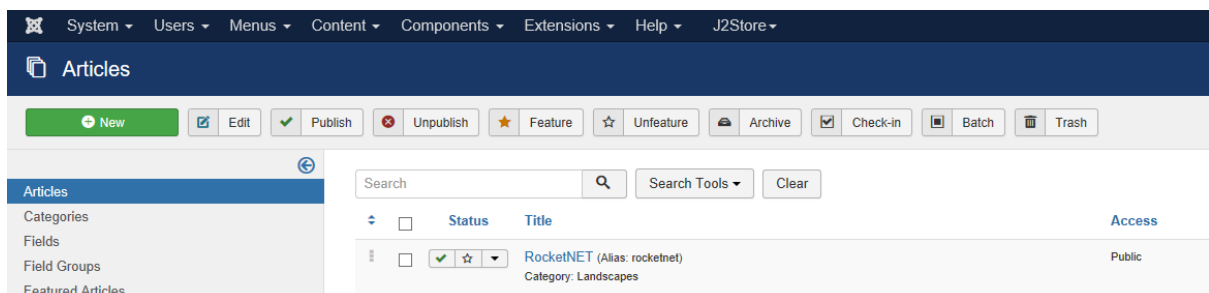 System Users Menus Content Components Extensions Help J2Store
Articles
New Edit Publish Unpublish Feature Unfeature Archive Check-in Batch Trash
Articles
Categories
Fields
Field Groups
Featured Articles
Search Search Tools Clear
Status Title Access
RocketNET (Alias: rocketnet) Public
Category: Landscapes